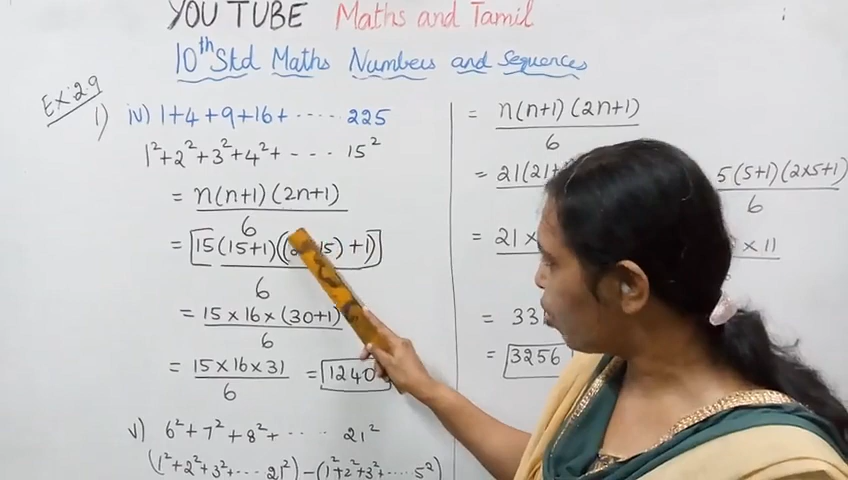 YOU TUBE Maths and Tamil
10th Std Maths Numbers and Sequences
Ex: 2.9
1) iv) 1+4+9+16+ ...... 225
1²+2²+3²+4²+ - ... 15²
= n(n+1)(2n+1)
6
= [15(15+1)((2 15)+1)]
6
= 15×16×(30+1)
6
= 15×16×31
6
= 1240
v) 6²+7²+8²+ ..... 21²
(1²+2²+3²+....21²)-(1²+2²+3²+.....5²)
= n(n+1)(2n+1)
6
= 21(21+ 5(5+1)(2×5+1)
6
= 21× × 11
= 33
= 3256